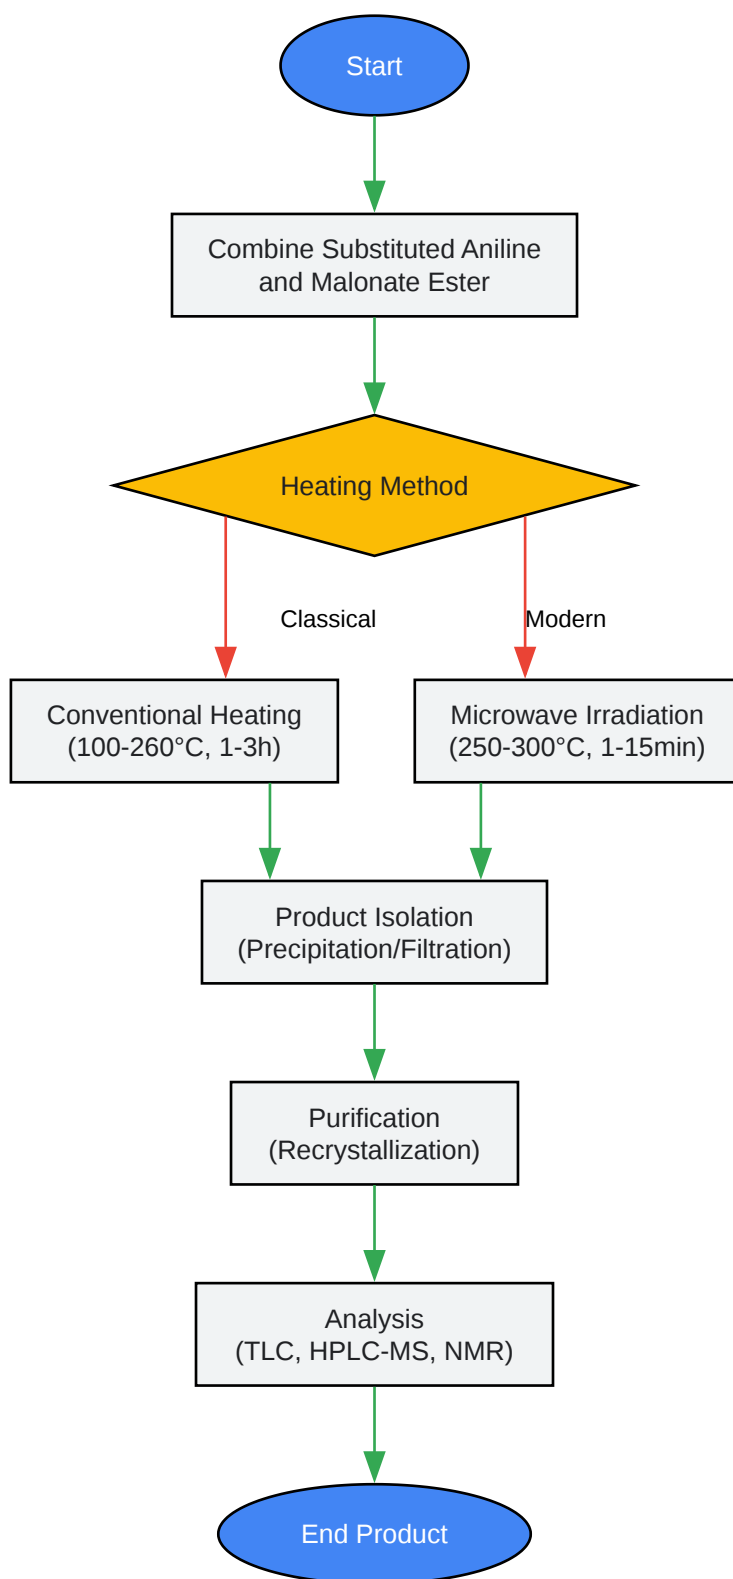 Start
Combine Substituted Aniline
and Malonate Ester
Heating Method
Classical
Modern
Conventional Heating
(100-260°C, 1-3h)
Microwave Irradiation
(250-300°C, 1-15min)
Product Isolation
(Precipitation/Filtration)
Purification
(Recrystallization)
Analysis
(TLC, HPLC-MS, NMR)
End Product